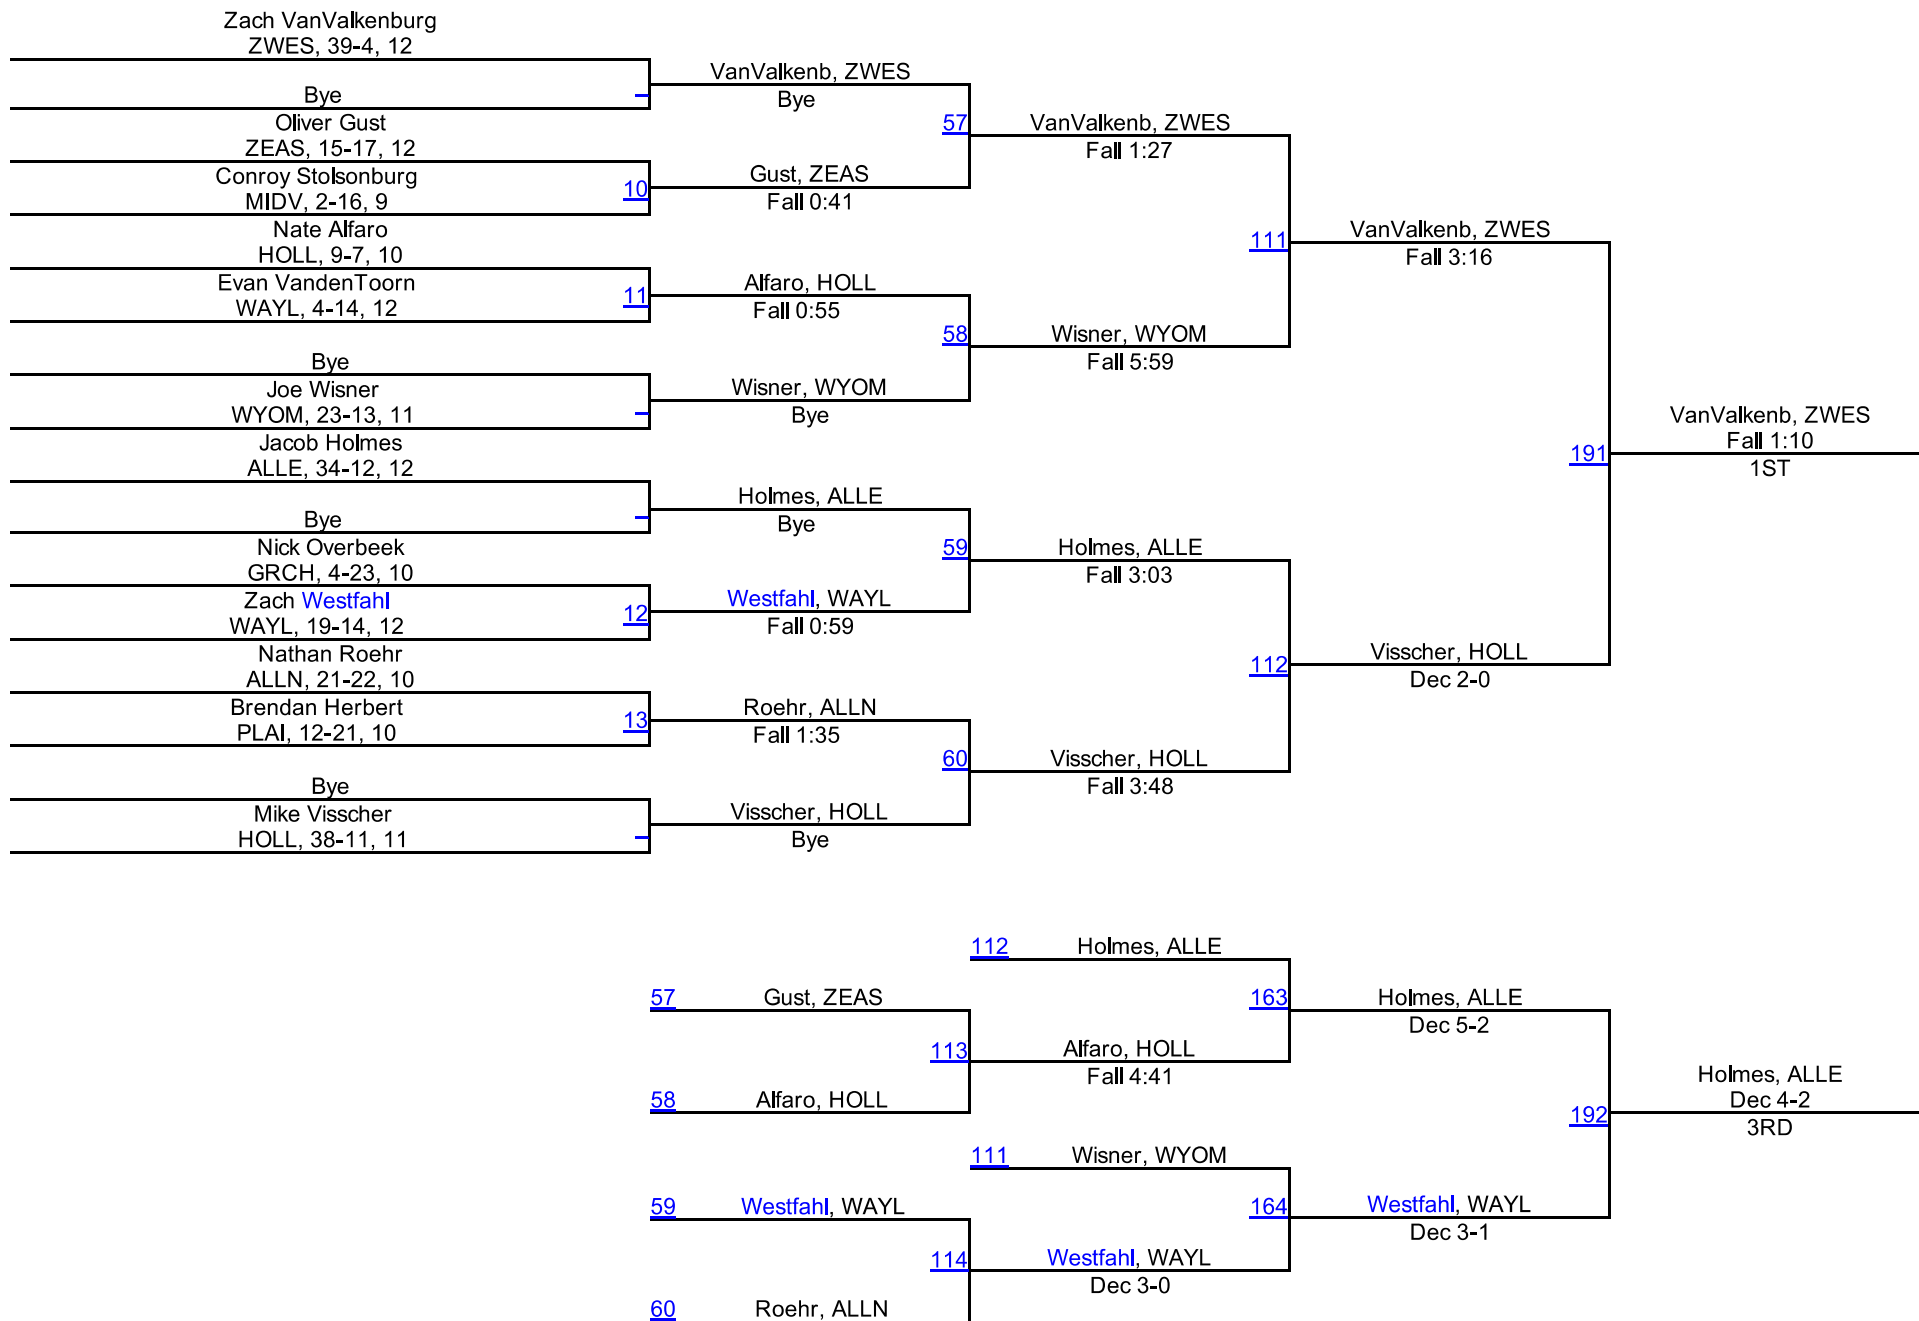 Zach VanValkenburg
ZWES, 39-4, 12
Bye
Oliver Gust
ZEAS, 15-17, 12
Conroy Stolsonburg
MIDV, 2-16, 9
Nate Alfaro
HOLL, 9-7, 10
Evan VandenToorn
WAYL, 4-14, 12
Bye
Joe Wisner
WYOM, 23-13, 11
Jacob Holmes
ALLE, 34-12, 12
Bye
Nick Overbeek
GRCH, 4-23, 10
Zach Westfahl
WAYL, 19-14, 12
Nathan Roehr
ALLN, 21-22, 10
Brendan Herbert
PLAI, 12-21, 10
Bye
Mike Visscher
HOLL, 38-11, 11
10
11
12
13
VanValkenb, ZWES
Bye
Gust, ZEAS
Fall 0:41
Alfaro, HOLL
Fall 0:55
Wisner, WYOM
Bye
Holmes, ALLE
Bye
Westfahl, WAYL
Fall 0:59
Roehr, ALLN
Fall 1:35
Visscher, HOLL
Bye
57
58
59
60
VanValkenb, ZWES
Fall 1:27
Wisner, WYOM
Fall 5:59
Holmes, ALLE
Fall 3:03
Visscher, HOLL
Fall 3:48
111
112
VanValkenb, ZWES
Fall 3:16
Visscher, HOLL
Dec 2-0
191
VanValkenb, ZWES
Fall 1:10
1ST
57 Gust, ZEAS
58 Alfaro, HOLL
59 Westfahl, WAYL
60 Roehr, ALLN
113
114
112 Holmes, ALLE
Alfaro, HOLL
Fall 4:41
111 Wisner, WYOM
Westfahl, WAYL
Dec 3-0
163
164
Holmes, ALLE
Dec 5-2
Westfahl, WAYL
Dec 3-1
192
Holmes, ALLE
Dec 4-2
3RD